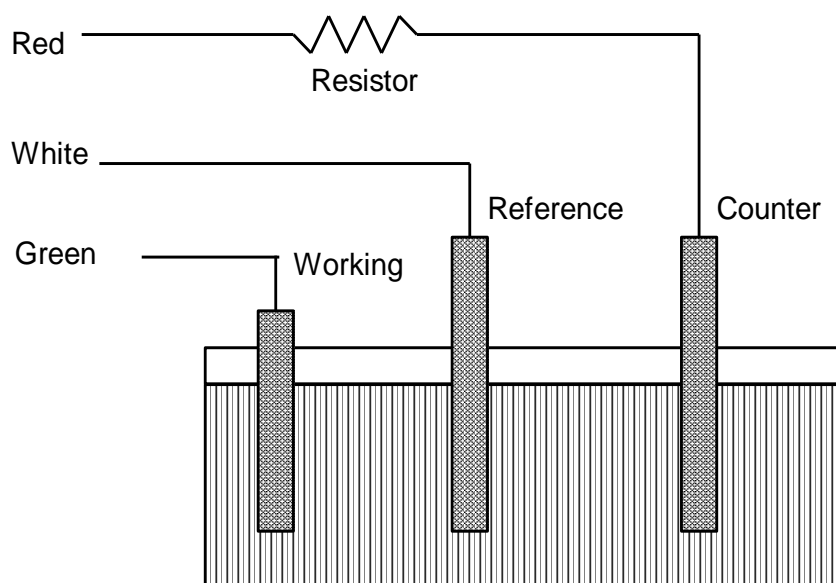 Red
Resistor
White
Reference
Counter
Green
Working